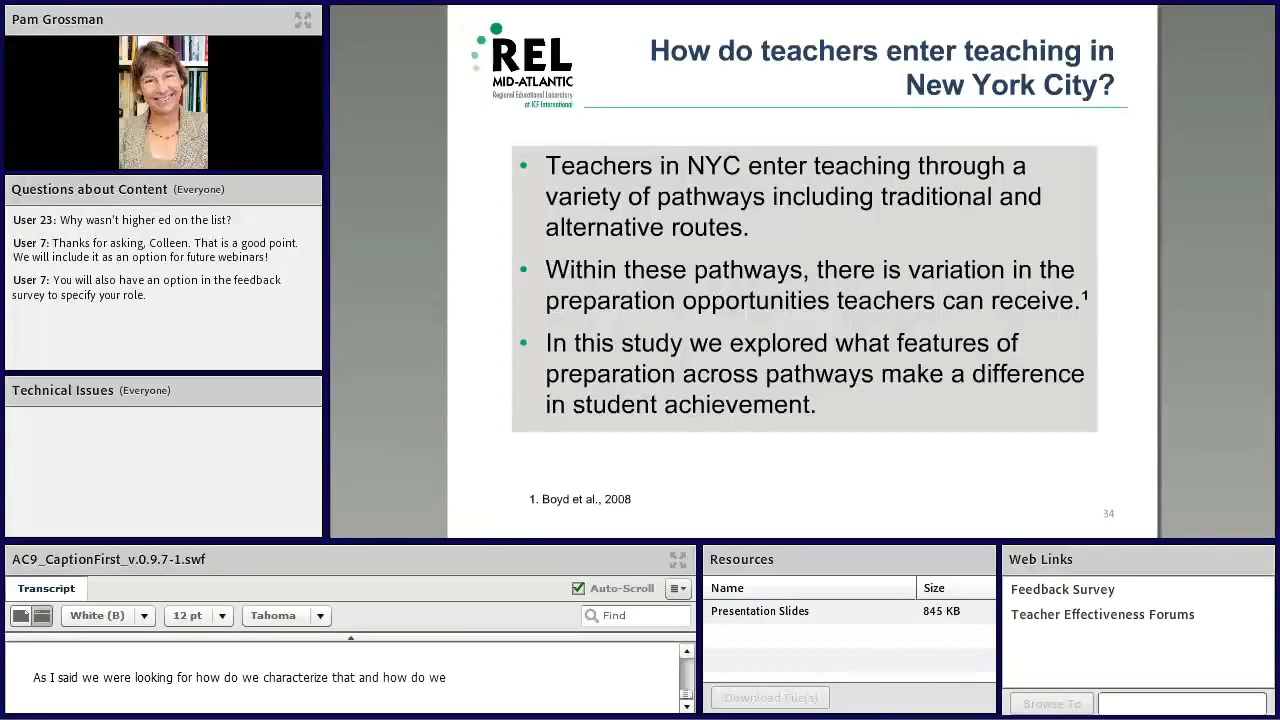 Pam Grossman
Questions about Content (Everyone)
User 23: Why wasn't higher ed on the list?
User 7: Thanks for asking, Colleen. That is a good point.
We will include it as an option for future webinars!
User 7: You will also have an option in the feedback
survey to specify your role.
Technical Issues (Everyone)
REL
MID-ATLANTIC
Regional Educational Laboratory
at ICF International
How do teachers enter teaching in
New York City?
• Teachers in NYC enter teaching through a
variety of pathways including traditional and
alternative routes.
• Within these pathways, there is variation in the
preparation opportunities teachers can receive.¹
• In this study we explored what features of
preparation across pathways make a difference
in student achievement.
1. Boyd et al., 2008
34
AC9_CaptionFirst_v.0.9.7-1.swf
Transcript
Auto-Scroll
White (B)
12 pt
Tahoma
Find
As I said we were looking for how do we characterize that and how do we
Resources
Name Size
Presentation Slides 845 KB
Download File(s)
Web Links
Feedback Survey
Teacher Effectiveness Forums
Browse To